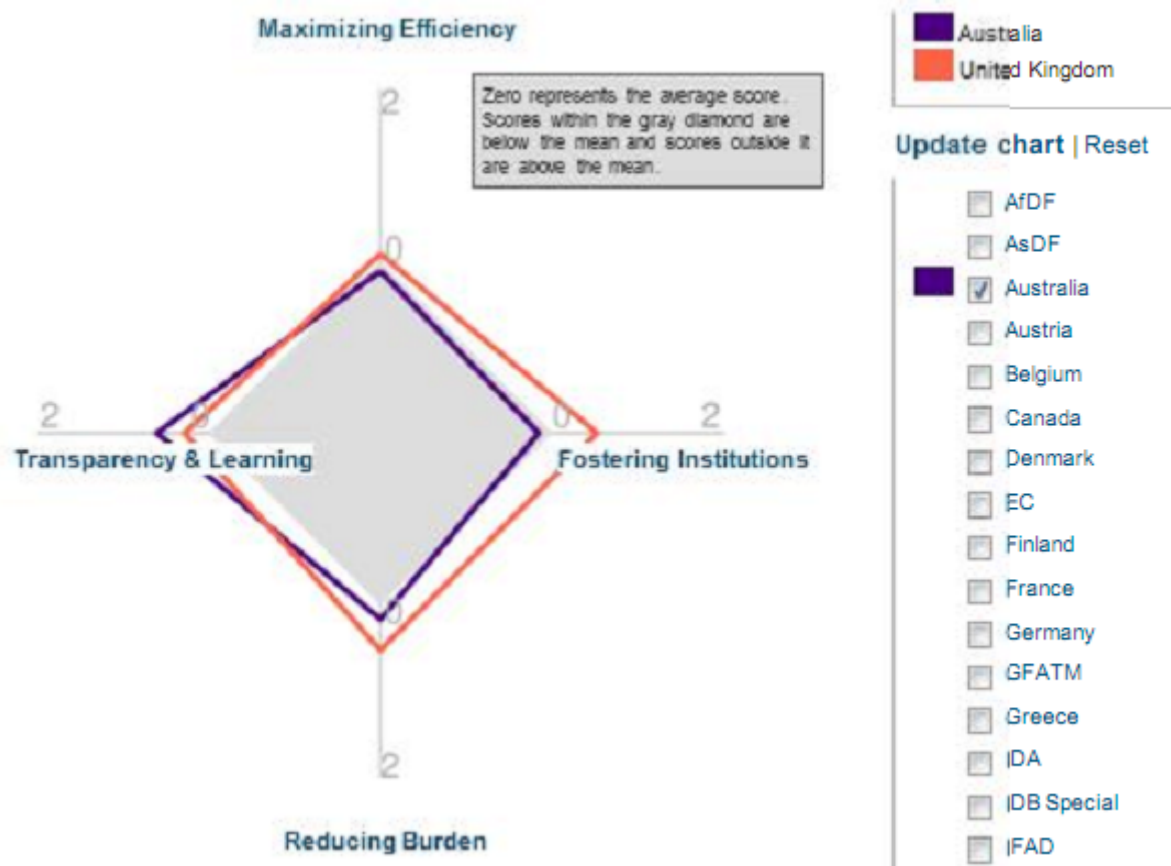 Maximizing Efficiency
2
Zero represents the average score.
Scores within the gray diamond are
below the mean and scores outside it
are above the mean.
0
2
0
0
2
Transparency & Learning
Fostering Institutions
0
2
Reducing Burden
Australia
United Kingdom
Update chart | Reset
AfDF
AsDF
Australia
Austria
Belgium
Canada
Denmark
EC
Finland
France
Germany
GFATM
Greece
IDA
IDB Special
IFAD